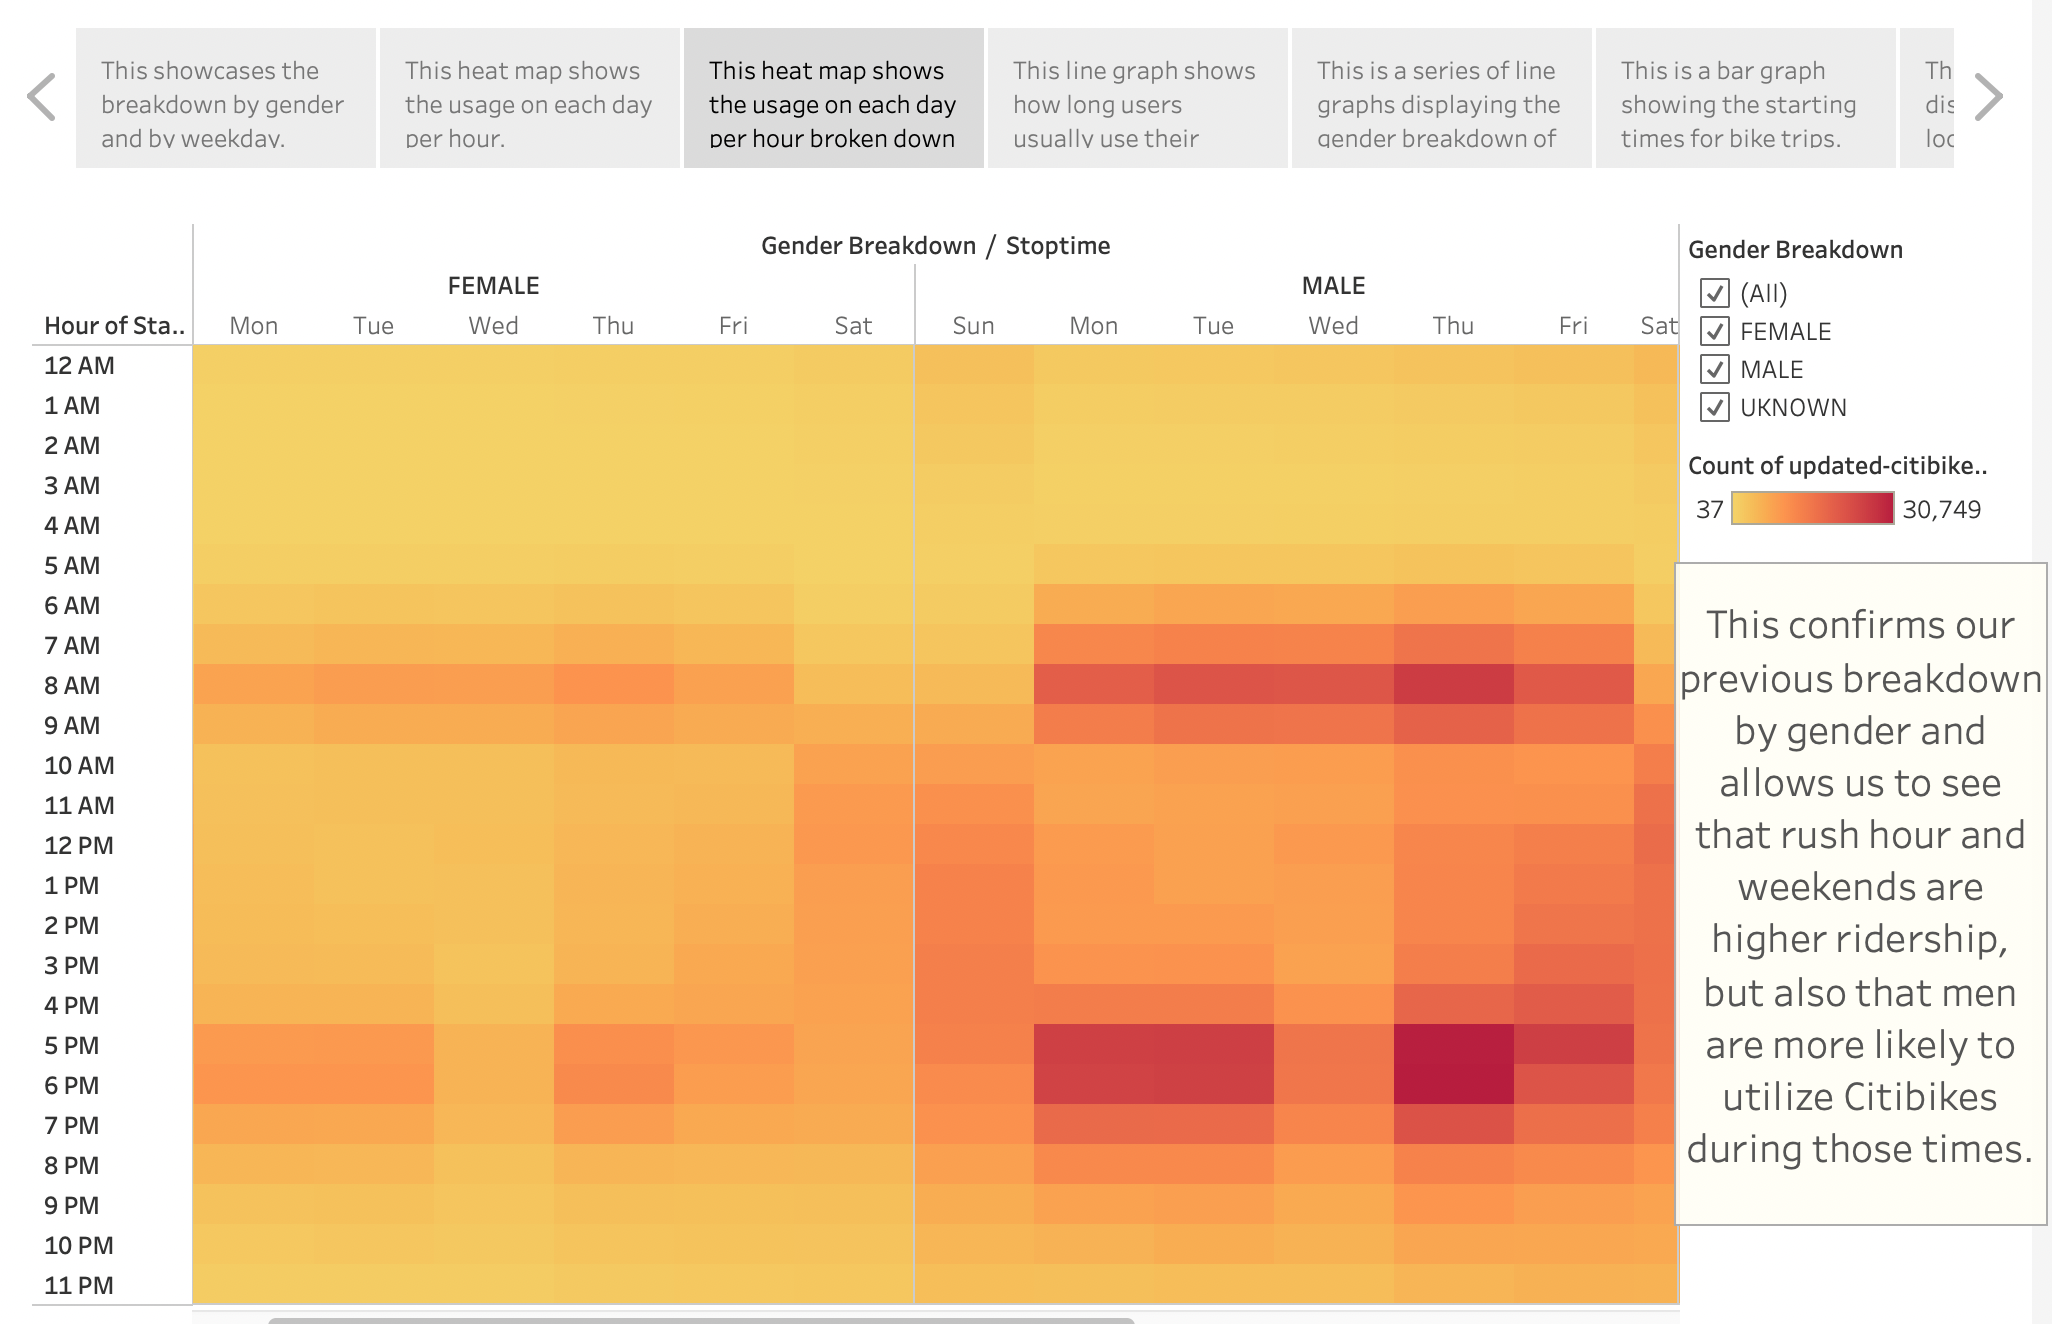 This showcases the
breakdown by gender
and by weekday.
This heat map shows
the usage on each day
per hour.
This heat map shows
the usage on each day
per hour broken down
This line graph shows
how long users
usually use their
This is a series of line
graphs displaying the
gender breakdown of
This is a bar graph
showing the starting
times for bike trips.
Th
dis
loc
Gender Breakdown / Stoptime
FEMALE MALE
Hour of Sta.. Mon Tue Wed Thu Fri Sat Sun Mon Tue Wed Thu Fri Sat
12 AM
1 AM
2 AM
3 AM
4 AM
5 AM
6 AM
7 AM
8 AM
9 AM
10 AM
11 AM
12 PM
1 PM
2 PM
3 PM
4 PM
5 PM
6 PM
7 PM
8 PM
9 PM
10 PM
11 PM
Gender Breakdown
(All)
FEMALE
MALE
UKNOWN
Count of updated-citibike..
37 30,749
This confirms our
previous breakdown
by gender and
allows us to see
that rush hour and
weekends are
higher ridership,
but also that men
are more likely to
utilize Citibikes
during those times.